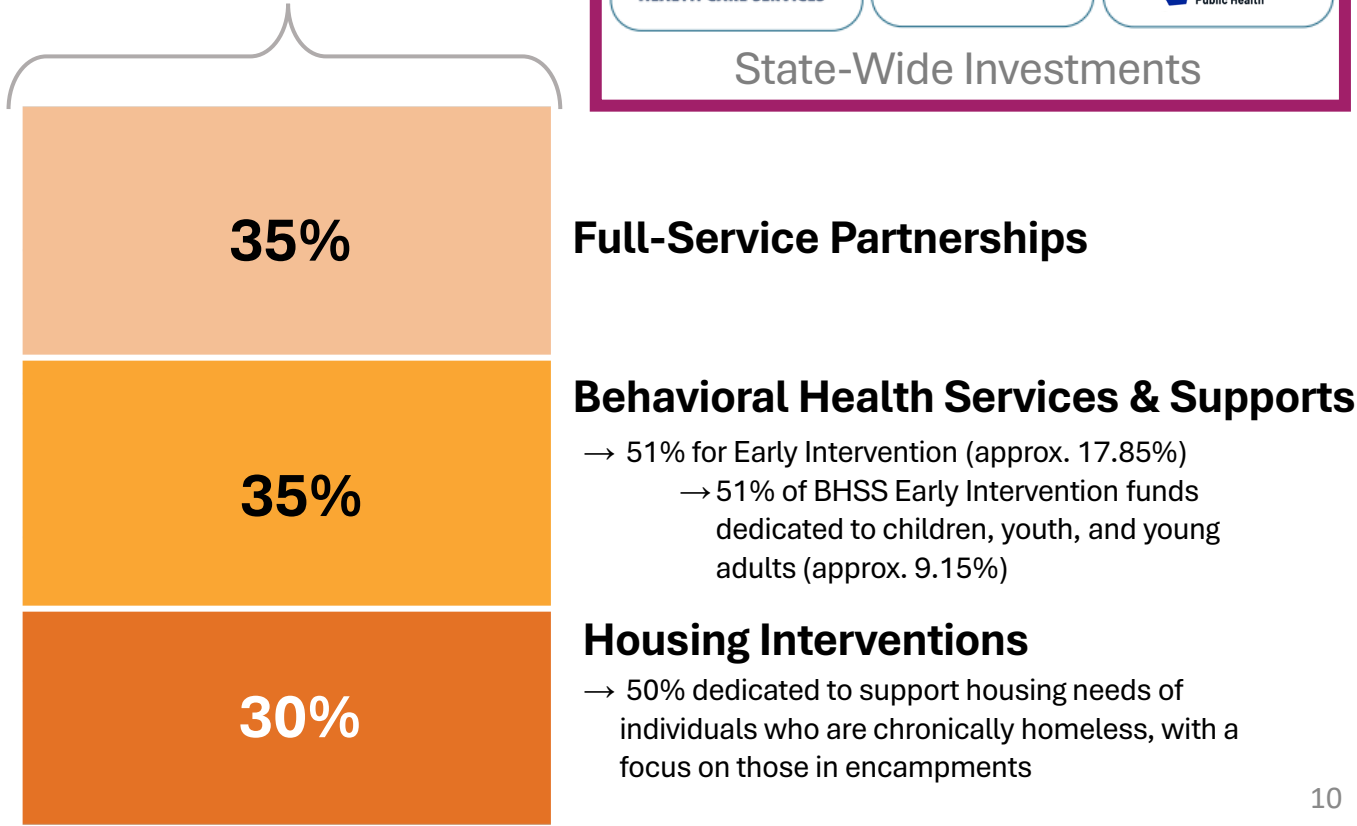 Public Health
State-Wide Investments
35%
Full-Service Partnerships
35%
Behavioral Health Services & Supports
→ 51% for Early Intervention (approx. 17.85%)
→ 51% of BHSS Early Intervention funds
dedicated to children, youth, and young
adults (approx. 9.15%)
30%
Housing Interventions
→ 50% dedicated to support housing needs of
individuals who are chronically homeless, with a
focus on those in encampments
10